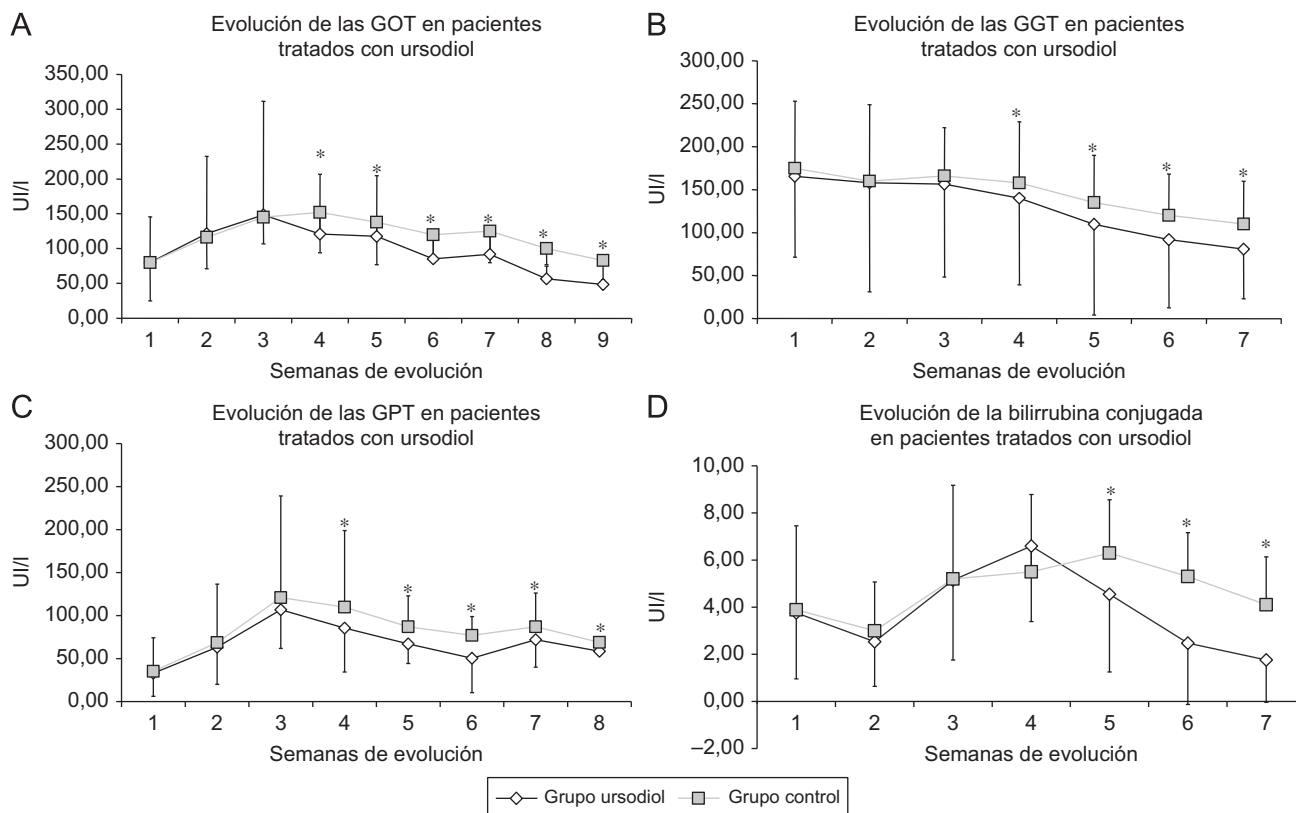 A
Evolución de las GOT en pacientes
tratados con ursodiol
350,00
300,00
250,00
200,00
150,00
100,00
50,00
0,00
UI/l
* * * * * *
1 2 3 4 5 6 7 8 9
Semanas de evolución
B
Evolución de las GGT en pacientes
tratados con ursodiol
300,00
250,00
200,00
150,00
100,00
50,00
0,00
UI/l
* * * *
1 2 3 4 5 6 7
Semanas de evolución
C
Evolución de las GPT en pacientes
tratados con ursodiol
300,00
250,00
200,00
150,00
100,00
50,00
0,00
UI/l
* * * * *
1 2 3 4 5 6 7 8
Semanas de evolución
D
Evolución de la bilirrubina conjugada
en pacientes tratados con ursodiol
10,00
8,00
6,00
4,00
2,00
0,00
–2,00
UI/l
* * *
1 2 3 4 5 6 7
Semanas de evolución
Grupo ursodiol Grupo control